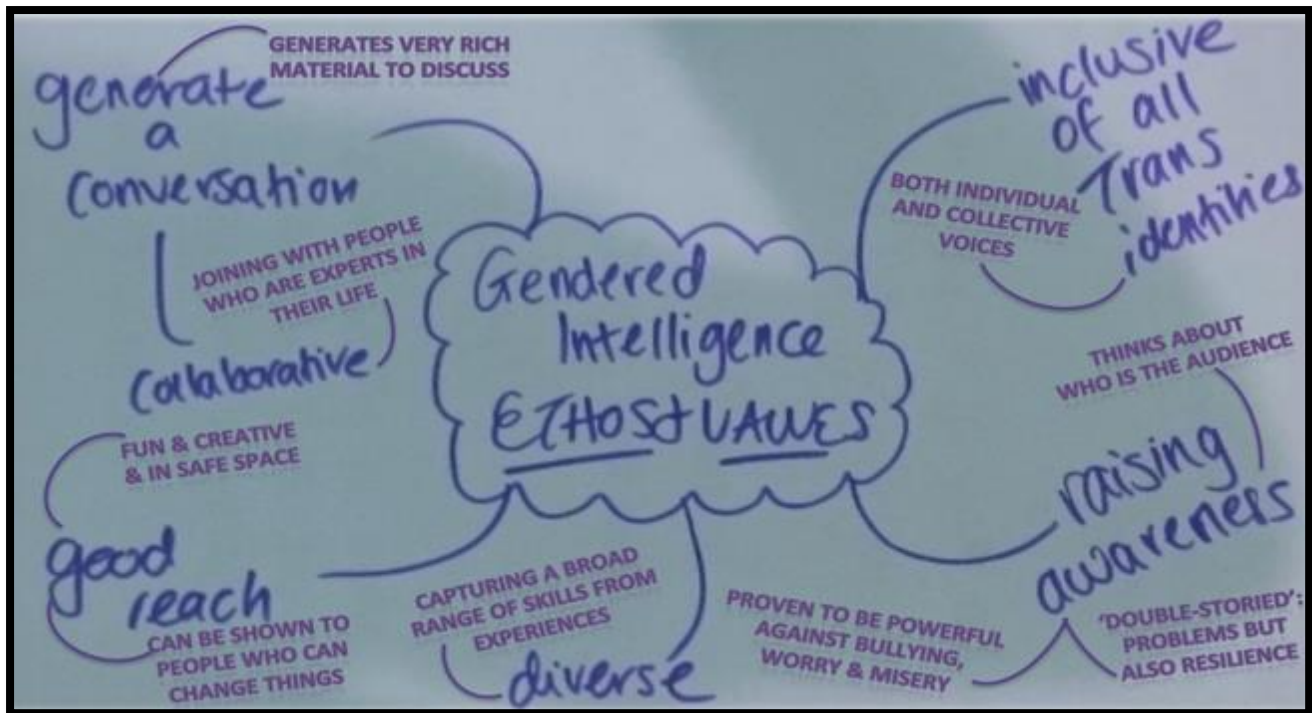 GENERATES VERY RICH
MATERIAL TO DISCUSS
generate
a
conversation
JOINING WITH PEOPLE
WHO ARE EXPERTS IN
THEIR LIFE
collaborative
FUN & CREATIVE
& IN SAFE SPACE
good
reach
CAN BE SHOWN TO
PEOPLE WHO CAN
CHANGE THINGS
Gendered
Intelligence
ETHOS + VALUES
CAPTURING A BROAD
RANGE OF SKILLS FROM
EXPERIENCES
diverse
inclusive
of all
Trans
identities
BOTH INDIVIDUAL
AND COLLECTIVE
VOICES
THINKS ABOUT
WHO IS THE AUDIENCE
raising
awareness
PROVEN TO BE POWERFUL
AGAINST BULLYING,
WORRY & MISERY
'DOUBLE-STORIED':
PROBLEMS BUT
ALSO RESILIENCE